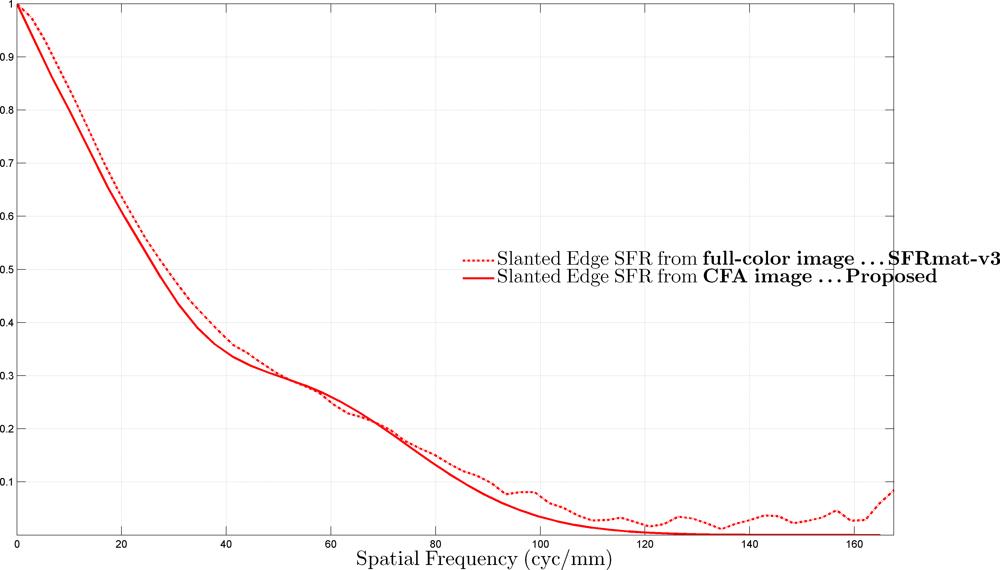 1
0.9
0.8
0.7
0.6
0.5
0.4
0.3
0.2
0.1
Slanted Edge SFR from full-color image ... SFRmat-v3
Slanted Edge SFR from CFA image ... Proposed
0 20 40 60 80 100 120 140 160
Spatial Frequency (cyc/mm)